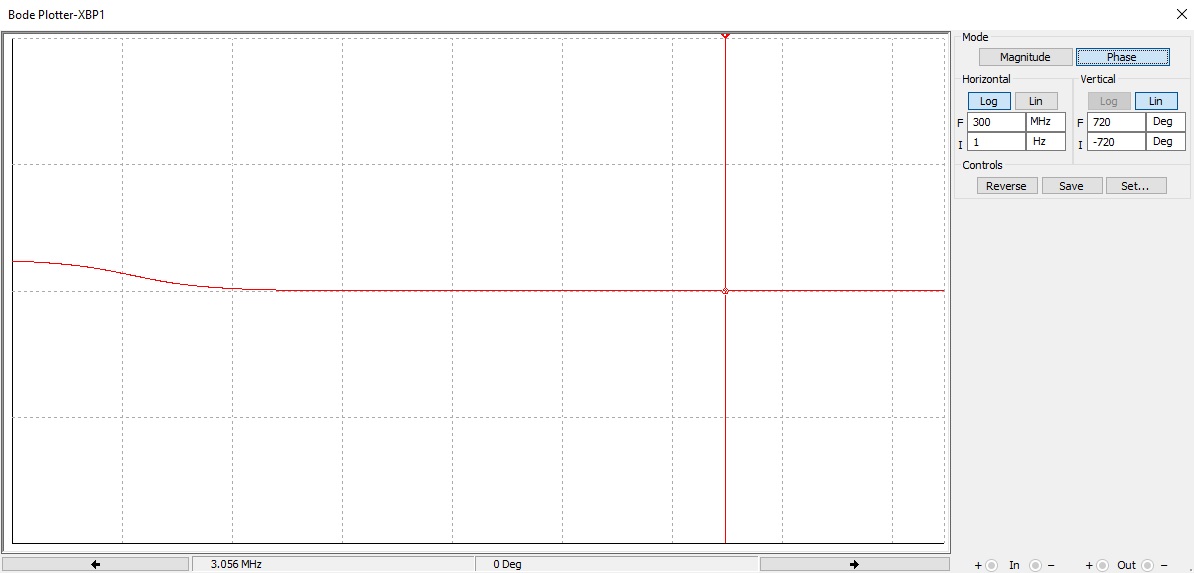 Bode Plotter-XBP1
Mode
Magnitude Phase
Horizontal Vertical
Log Lin Log Lin
F 300 MHz F 720 Deg
I 1 Hz I -720 Deg
Controls
Reverse Save Set...
3.056 MHz 0 Deg
+ In − + Out −